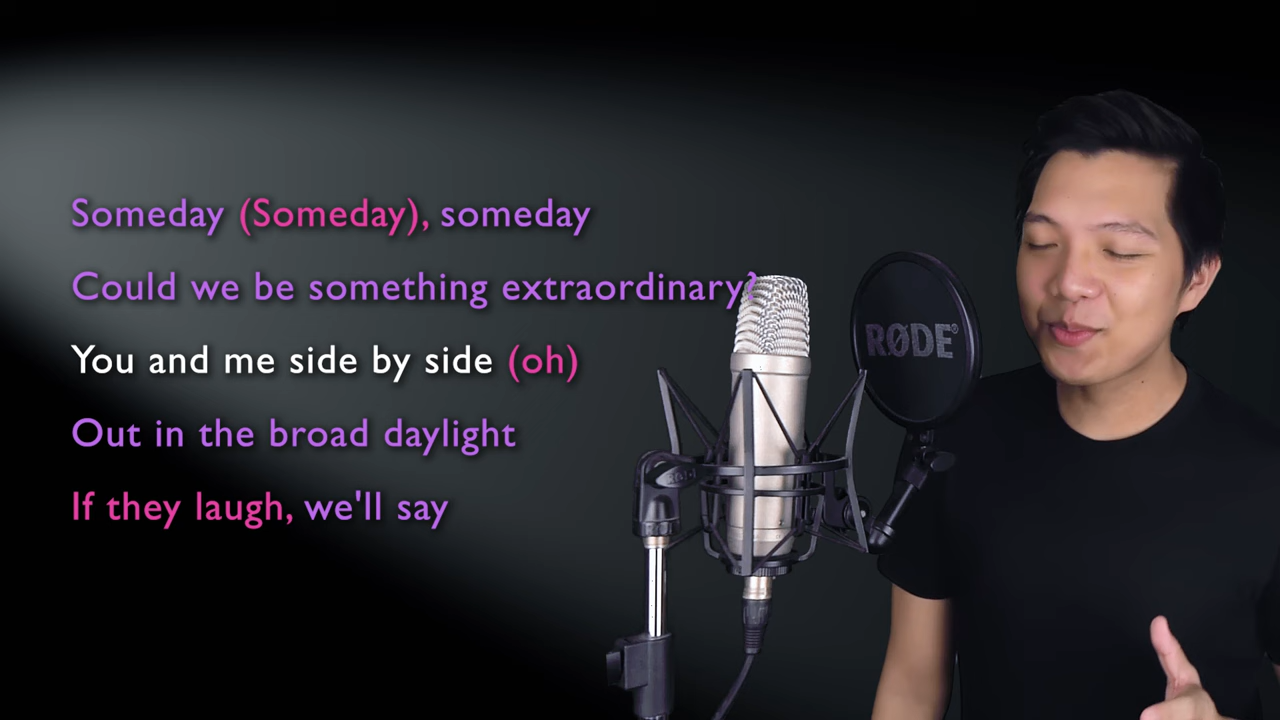 Someday (Someday), someday
Could we be something extraordinary?
You and me side by side (oh)
Out in the broad daylight
If they laugh, we'll say
RØDE®
RØDE